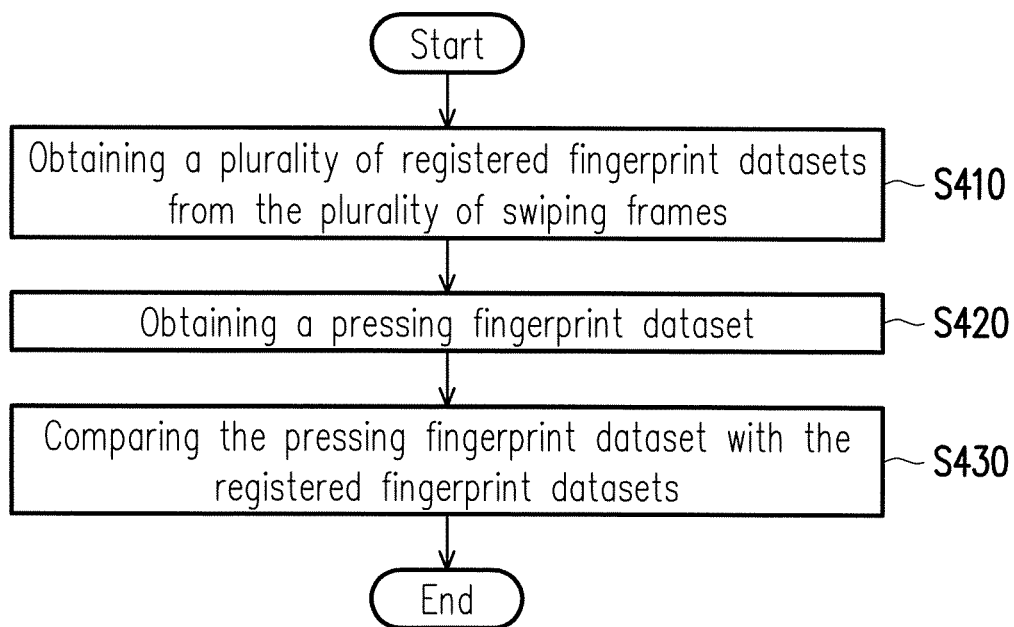 Start
Obtaining a plurality of registered fingerprint datasets
from the plurality of swiping frames
S410
Obtaining a pressing fingerprint dataset
S420
Comparing the pressing fingerprint dataset with the
registered fingerprint datasets
S430
End